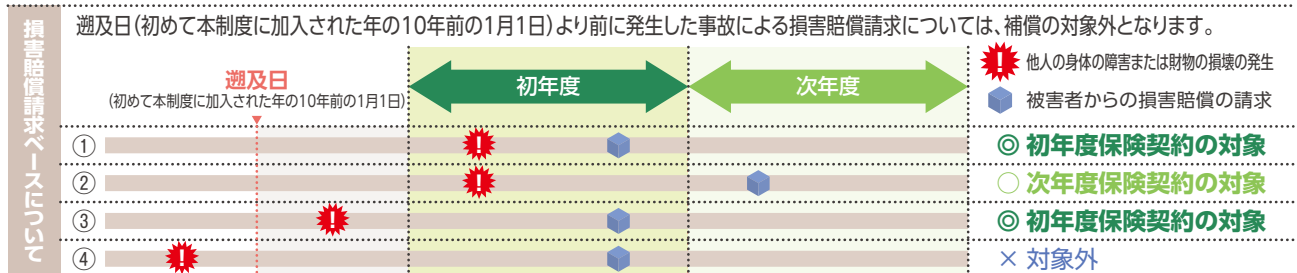 損害賠償請求ベースについて
遡及日(初めて本制度に加入された年の10年前の1月1日)より前に発生した事故による損害賠償請求については、補償の対象外となります。
遡及日
(初めて本制度に加入された年の10年前の1月1日)
初年度
次年度
他人の身体の障害または財物の損壊の発生
被害者からの損害賠償の請求
① ◎ 初年度保険契約の対象
② ○ 次年度保険契約の対象
③ ◎ 初年度保険契約の対象
④ × 対象外